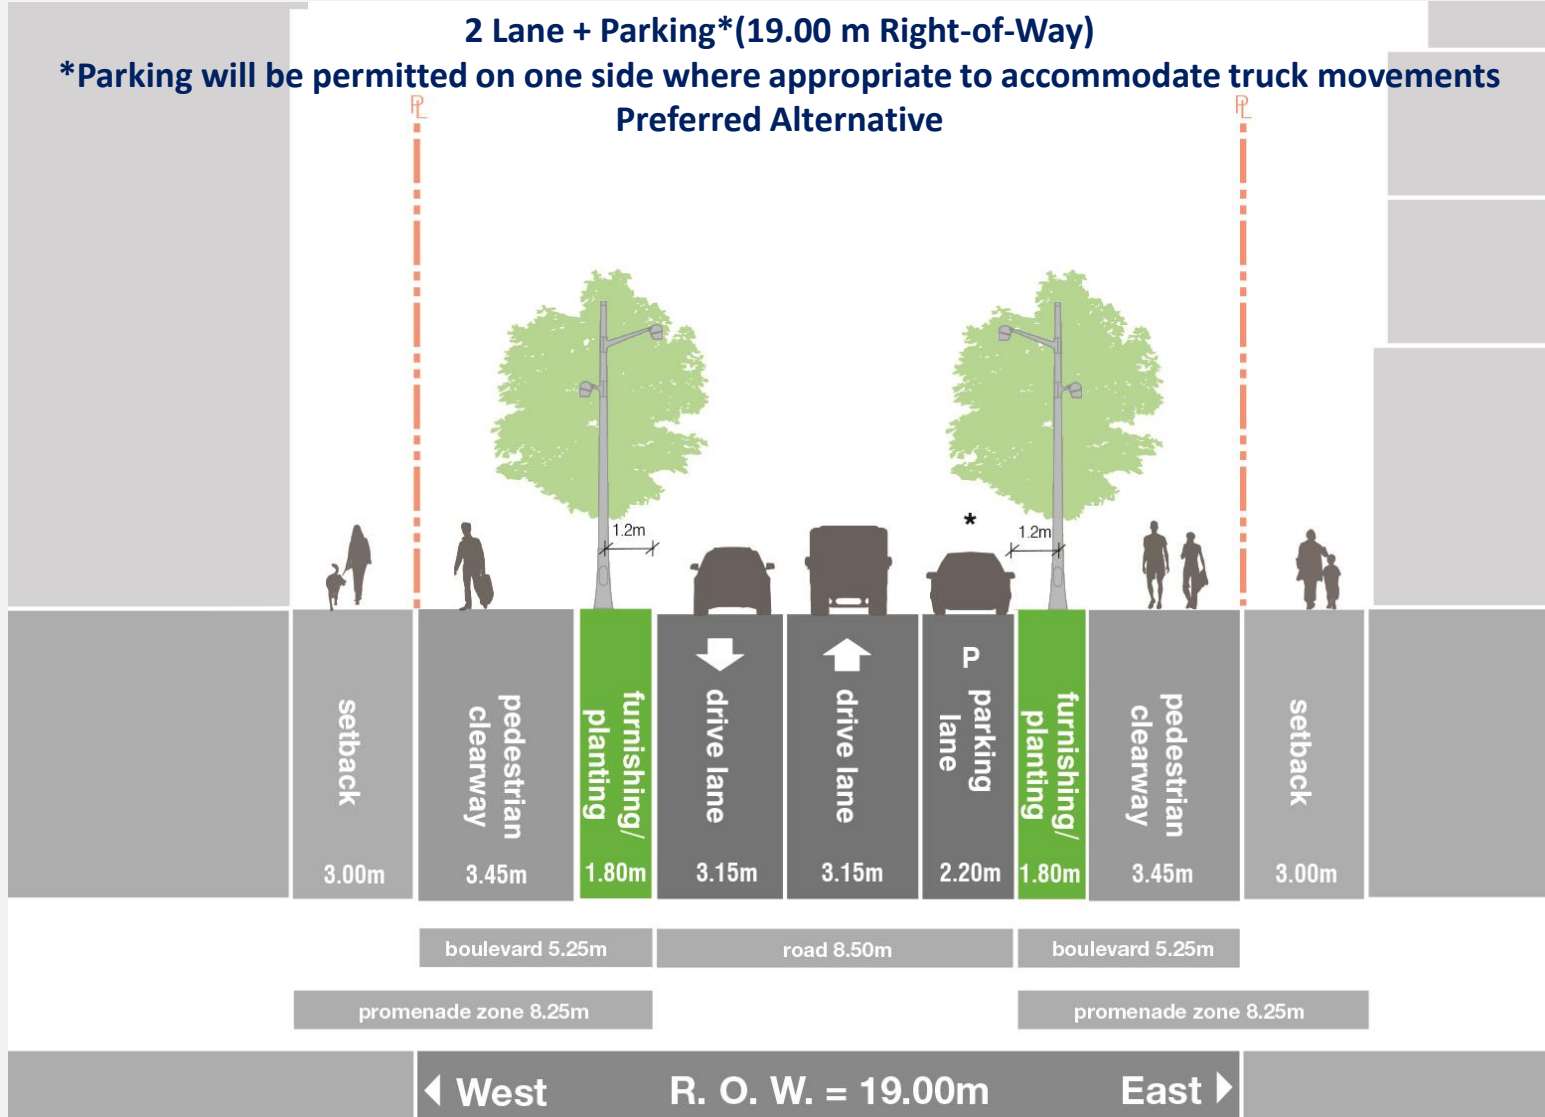 2 Lane + Parking*(19.00 m Right-of-Way)
*Parking will be permitted on one side where appropriate to accommodate truck movements
Preferred Alternative
PL
PL
*
1.2m
1.2m
setback
3.00m
pedestrian
clearway
3.45m
furnishing/
planting
1.80m
drive lane
3.15m
drive lane
3.15m
P
parking
lane
2.20m
furnishing/
planting
1.80m
pedestrian
clearway
3.45m
setback
3.00m
boulevard 5.25m
road 8.50m
boulevard 5.25m
promenade zone 8.25m
promenade zone 8.25m
West
R. O. W. = 19.00m
East